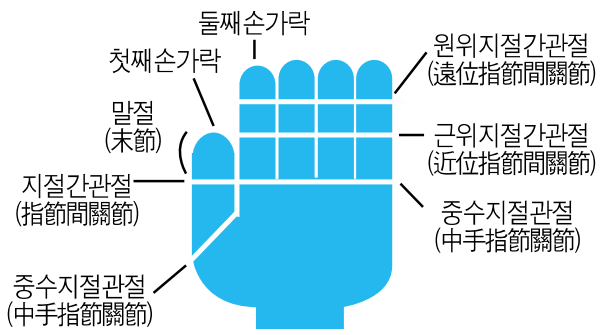 둘째손가락
첫째손가락
원위지절간관절
(遠位指節間關節)
말절
(末節)
근위지절간관절
(近位指節間關節)
지절간관절
(指節間關節)
중수지절관절
(中手指節關節)
중수지절관절
(中手指節關節)